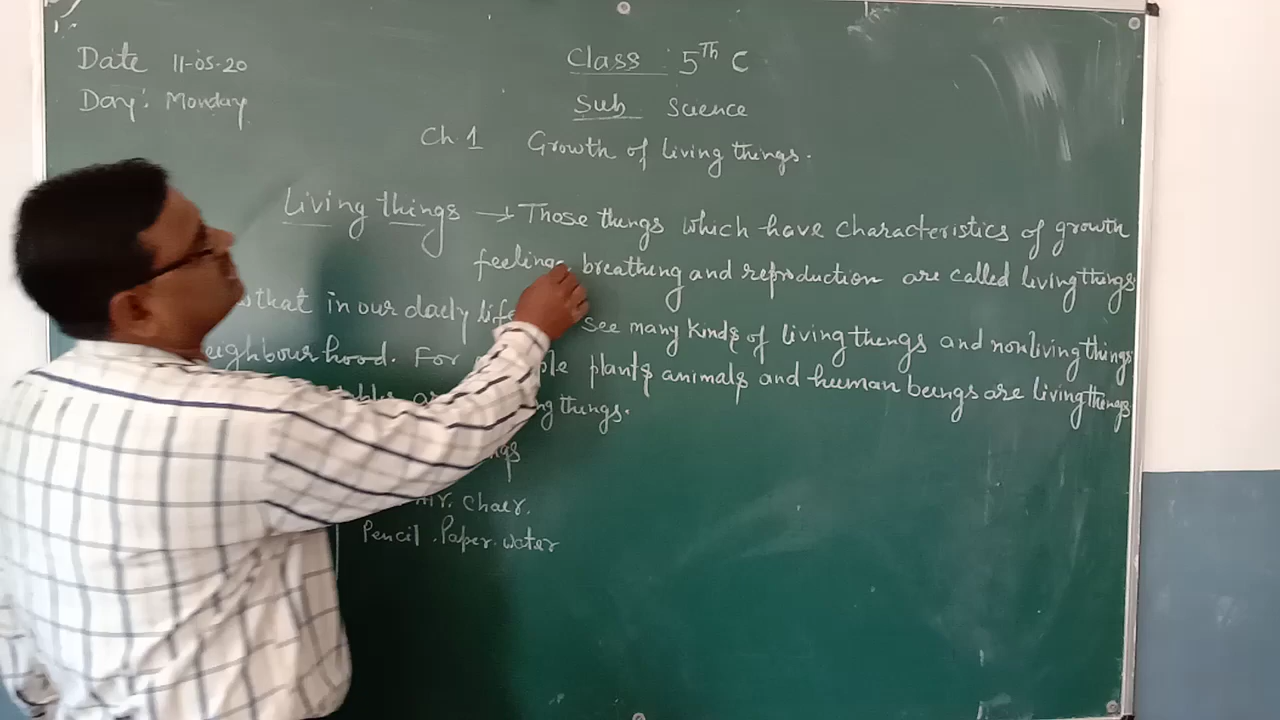 Date 11-05-20
Day: Monday
Class : 5Th C
Sub Science
Ch.1 Growth of living things.
Living things → Those things which have characteristics of growth
feelings breathing and reproduction are called living things
that in our daily life see many kinds of living things and nonliving things
neighbourhood. For plants animals and human beings are living things
things.
Air. Chair.
Pencil. Paper. water